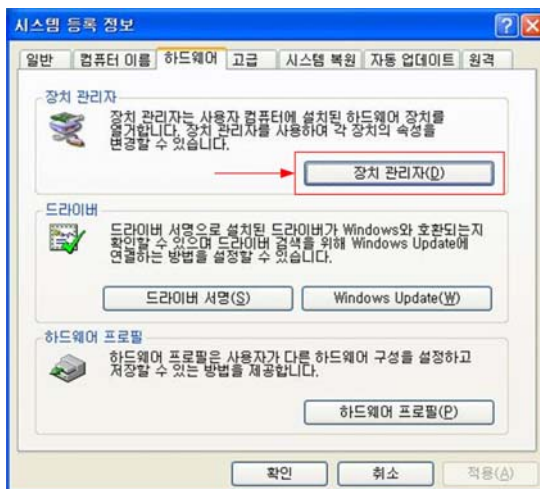 시스템 등록 정보
일반 컴퓨터 이름 하드웨어 고급 시스템 복원 자동 업데이트 원격
장치 관리자
장치 관리자는 사용자 컴퓨터에 설치된 하드웨어 장치를
열거합니다. 장치 관리자를 사용하여 각 장치의 속성을
변경할 수 있습니다.
장치 관리자(D)
드라이버
드라이버 서명으로 설치된 드라이버가 Windows와 호환되는지
확인할 수 있으며 드라이버 검색을 위해 Windows Update에
연결하는 방법을 설정할 수 있습니다.
드라이버 서명(S) Windows Update(W)
하드웨어 프로필
하드웨어 프로필은 사용자가 다른 하드웨어 구성을 설정하고
저장할 수 있는 방법을 제공합니다.
하드웨어 프로필(P)
확인 취소 적용(A)